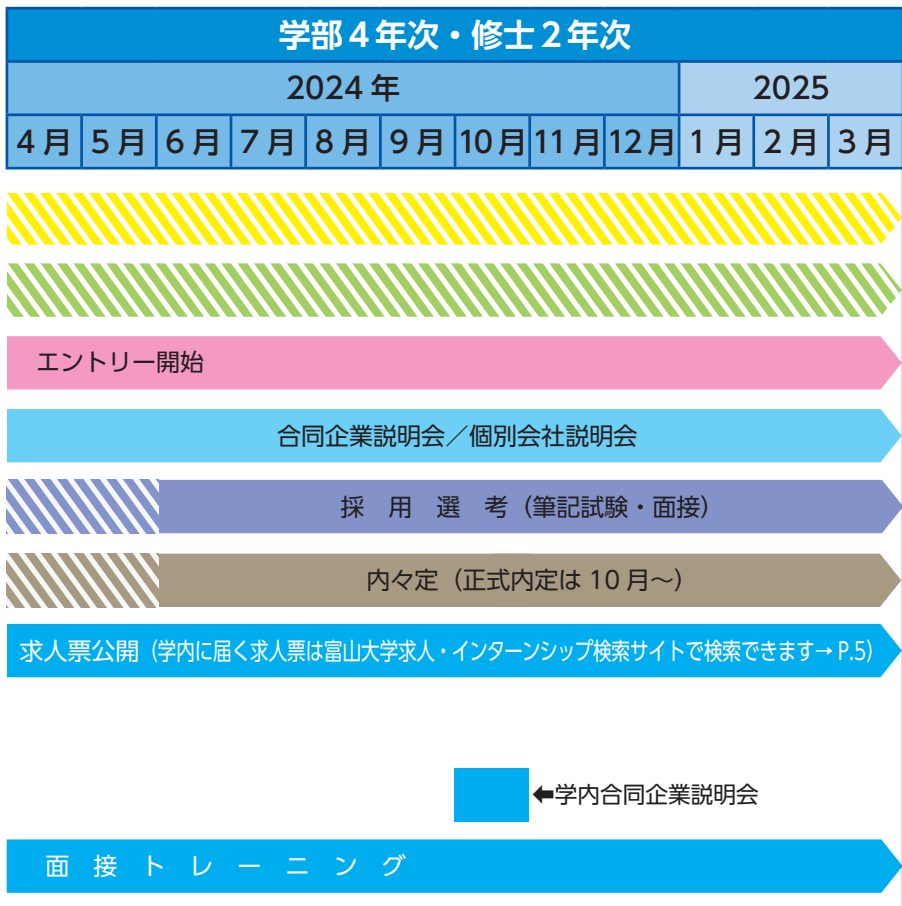 学部4年次・修士2年次
2024年 2025
4月 5月 6月 7月 8月 9月 10月 11月 12月 1月 2月 3月
エントリー開始
合同企業説明会／個別会社説明会
採用選考（筆記試験・面接）
内々定（正式内定は10月～）
求人票公開（学内に届く求人票は富山大学求人・インターンシップ検索サイトで検索できます→P.5）
⬅学内合同企業説明会
面接トレーニング